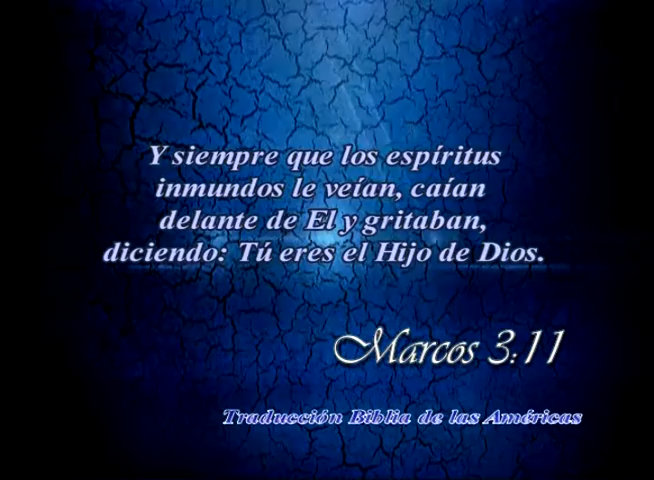 Y siempre que los espíritus
inmundos le veían, caían
delante de El y gritaban,
diciendo: Tú eres el Hijo de Dios.
Marcos 3:11
Traducción Biblia de las Américas